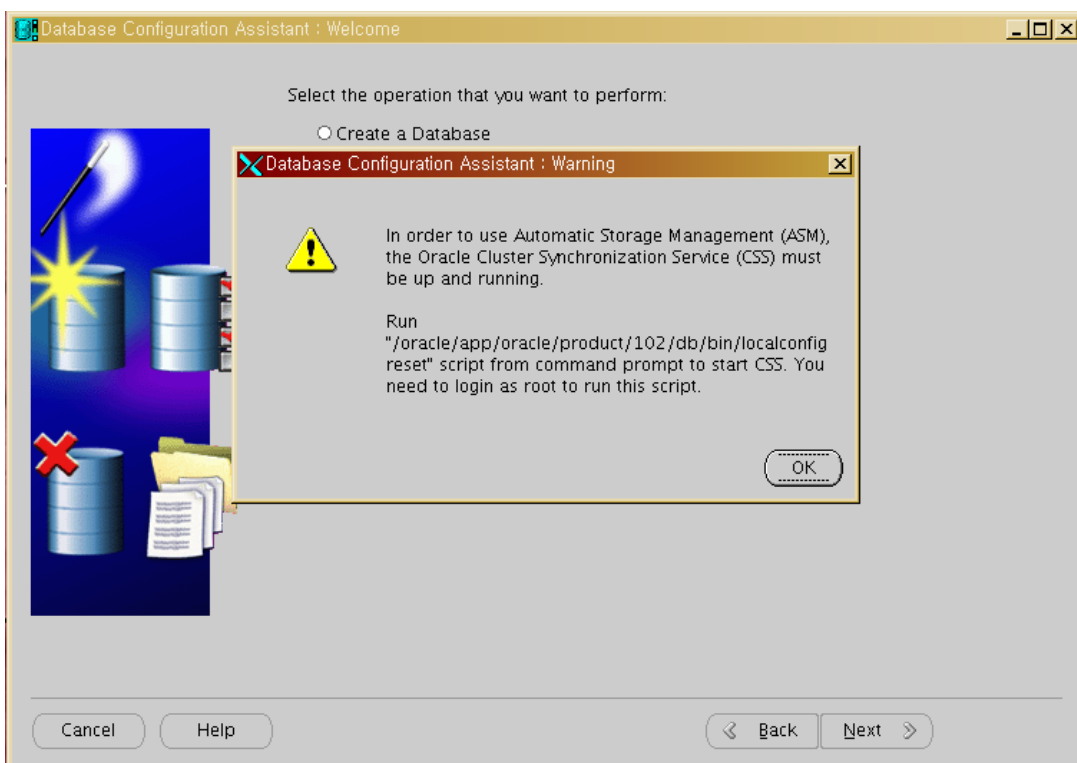 Database Configuration Assistant : Welcome
Select the operation that you want to perform:
Create a Database
Database Configuration Assistant : Warning
In order to use Automatic Storage Management (ASM),
the Oracle Cluster Synchronization Service (CSS) must
be up and running.
Run
"/oracle/app/oracle/product/102/db/bin/localconfig
reset" script from command prompt to start CSS. You
need to login as root to run this script.
OK
Cancel
Help
Back
Next